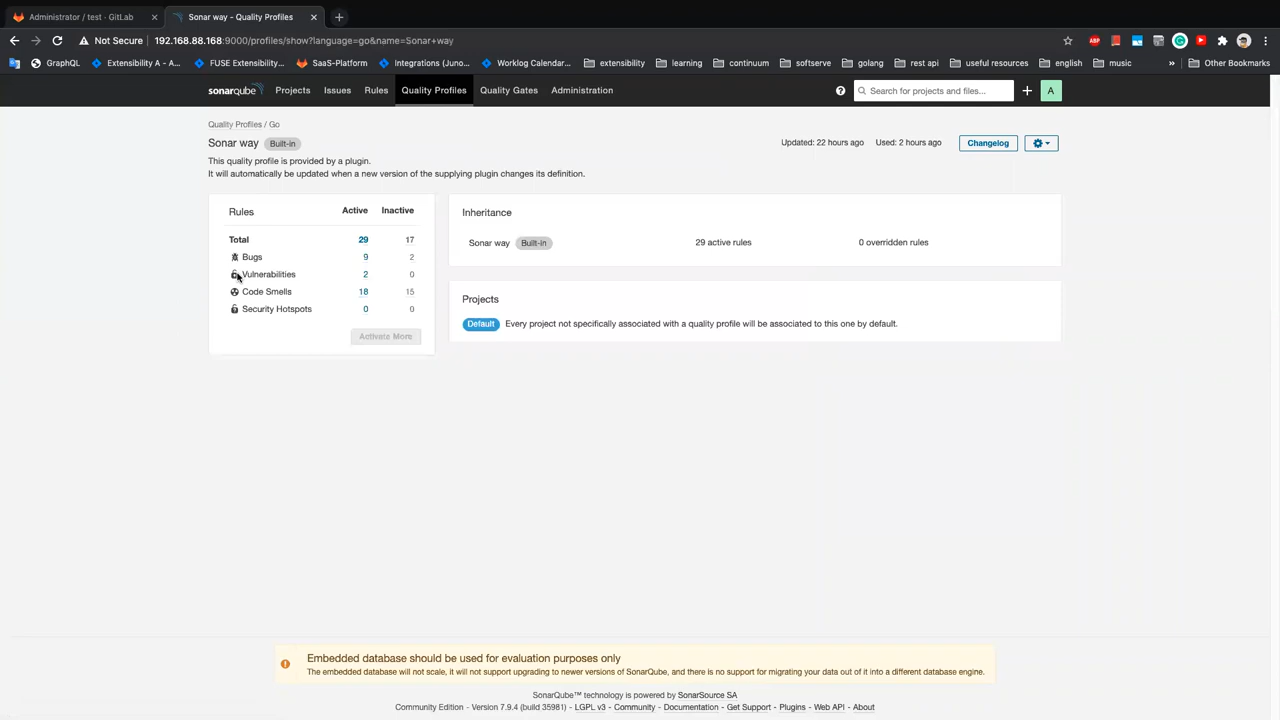 Administrator / test · GitLab
Sonar way - Quality Profiles
Not Secure 192.168.88.168:9000/profiles/show?language=go&name=Sonar+way
GraphQL Extensibility A - A... FUSE Extensibility... SaaS-Platform Integrations (Juno... Worklog Calendar... extensibility learning continuum softserve golang rest api useful resources english music » Other Bookmarks
sonarqube Projects Issues Rules Quality Profiles Quality Gates Administration Search for projects and files... A
Quality Profiles / Go
Sonar way Built-in
Updated: 22 hours ago Used: 2 hours ago Changelog
This quality profile is provided by a plugin.
It will automatically be updated when a new version of the supplying plugin changes its definition.
Rules Active Inactive
Total 29 17
Bugs 9 2
Vulnerabilities 2 0
Code Smells 18 15
Security Hotspots 0 0
Activate More
Inheritance
Sonar way Built-in 29 active rules 0 overridden rules
Projects
Default Every project not specifically associated with a quality profile will be associated to this one by default.
Embedded database should be used for evaluation purposes only
The embedded database will not scale, it will not support upgrading to newer versions of SonarQube, and there is no support for migrating your data out of it into a different database engine.
SonarQube™ technology is powered by SonarSource SA
Community Edition - Version 7.9.4 (build 35981) - LGPL v3 - Community - Documentation - Get Support - Plugins - Web API - About